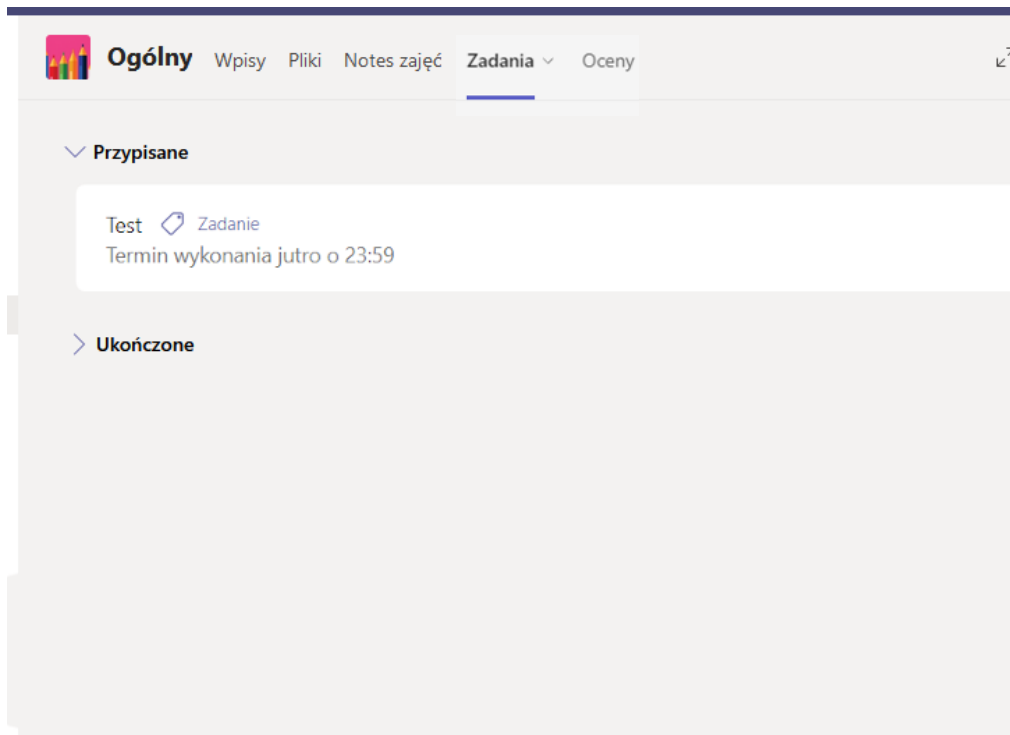 Ogólny Wpisy Pliki Notes zajęć Zadania Oceny
Przypisane
Test Zadanie
Termin wykonania jutro o 23:59
Ukończone